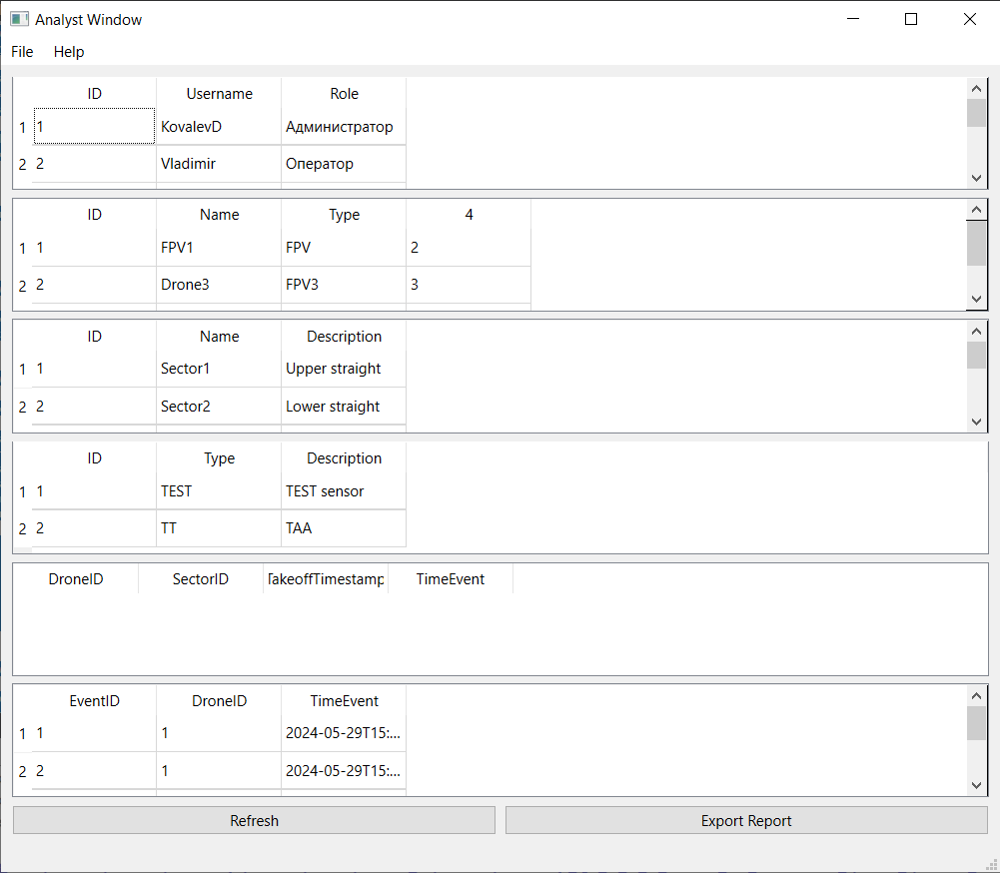 Analyst Window
File Help
ID Username Role
1 1 KovalevD Администратор
2 2 Vladimir Оператор
ID Name Type 4
1 1 FPV1 FPV 2
2 2 Drone3 FPV3 3
ID Name Description
1 1 Sector1 Upper straight
2 2 Sector2 Lower straight
ID Type Description
1 1 TEST TEST sensor
2 2 TT TAA
DroneID SectorID TakeoffTimestamp TimeEvent
EventID DroneID TimeEvent
1 1 1 2024-05-29T15:...
2 2 1 2024-05-29T15:...
Refresh Export Report